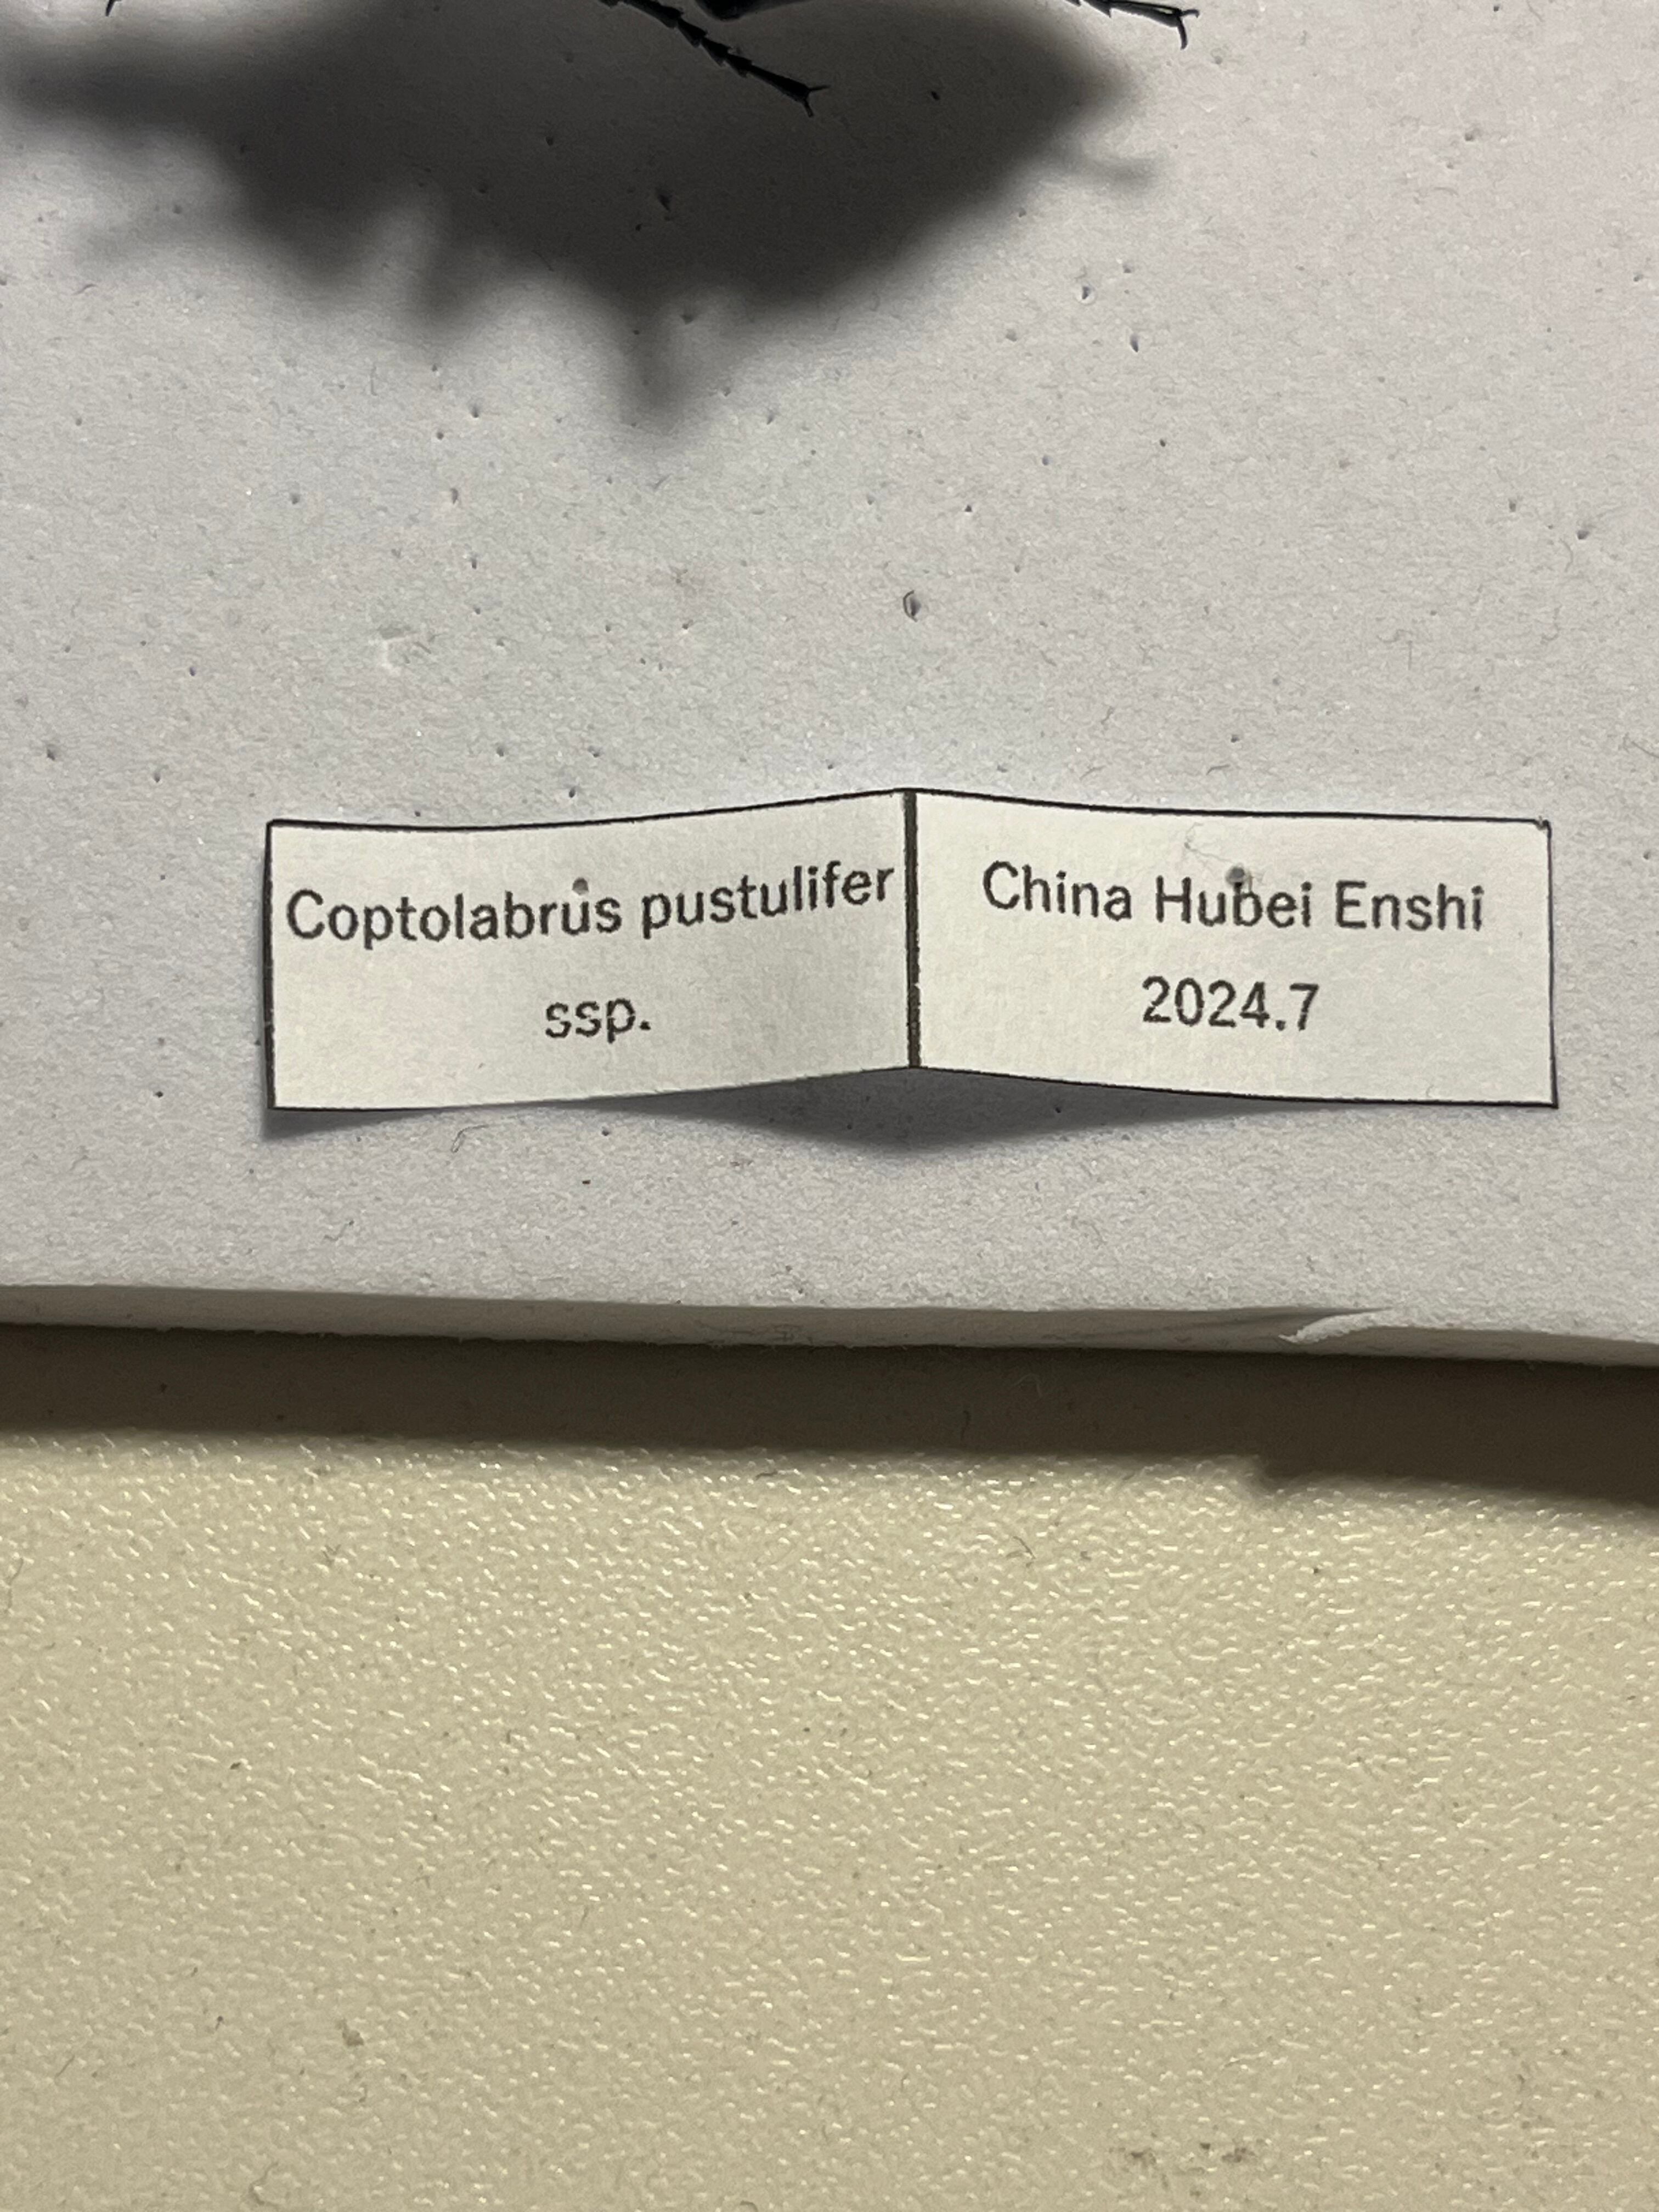 Coptolabrus pustulifer
ssp.
China Hubei Enshi
2024.7